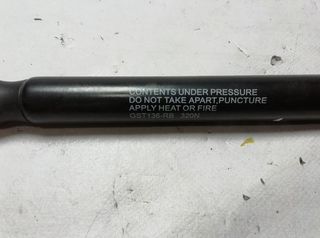 CONTENTS UNDER PRESSURE
DO NOT TAKE APART,PUNCTURE
APPLY HEAT OR FIRE
GST136-RB 320N